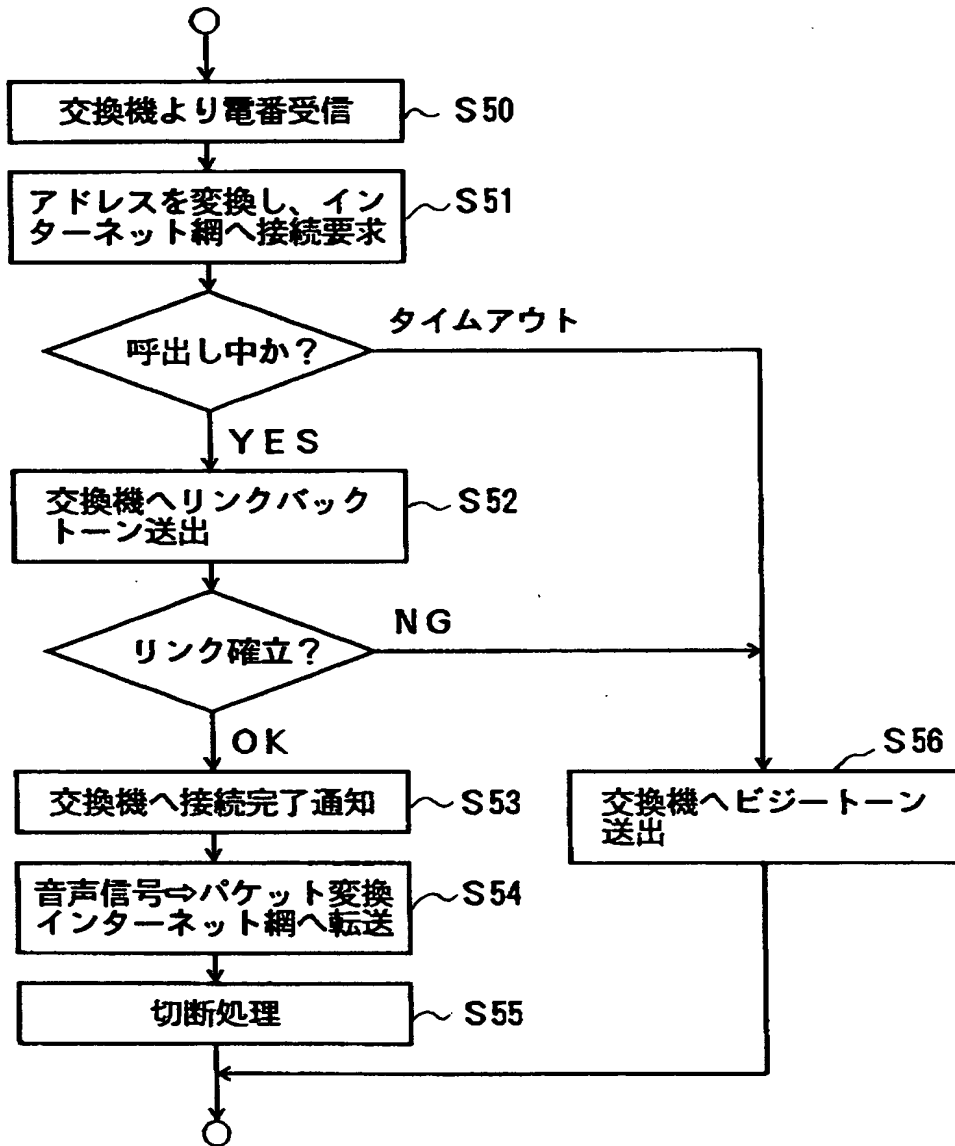 交換機より電番受信
S50
アドレスを変換し、イン
ターネット網へ接続要求
S51
タイムアウト
呼出し中か？
YES
交換機へリンクバック
トーン送出
S52
NG
リンク確立？
OK
S56
交換機へ接続完了通知
S53
交換機へビジートーン
送出
音声信号⇔パケット変換
インターネット網へ転送
S54
切断処理
S55